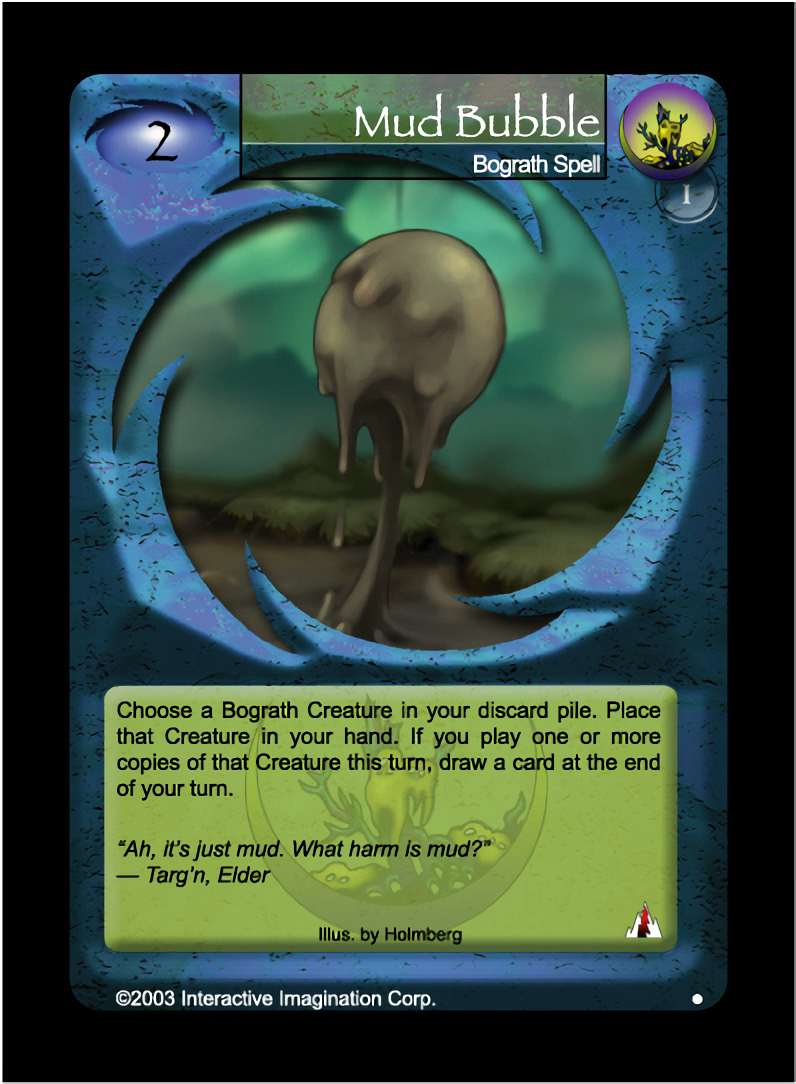 2
Mud Bubble
Bograth Spell
I
Choose a Bograth Creature in your discard pile. Place
that Creature in your hand. If you play one or more
copies of that Creature this turn, draw a card at the end
of your turn.
“Ah, it’s just mud. What harm is mud?”
— Targ’n, Elder
Illus. by Holmberg
©2003 Interactive Imagination Corp.